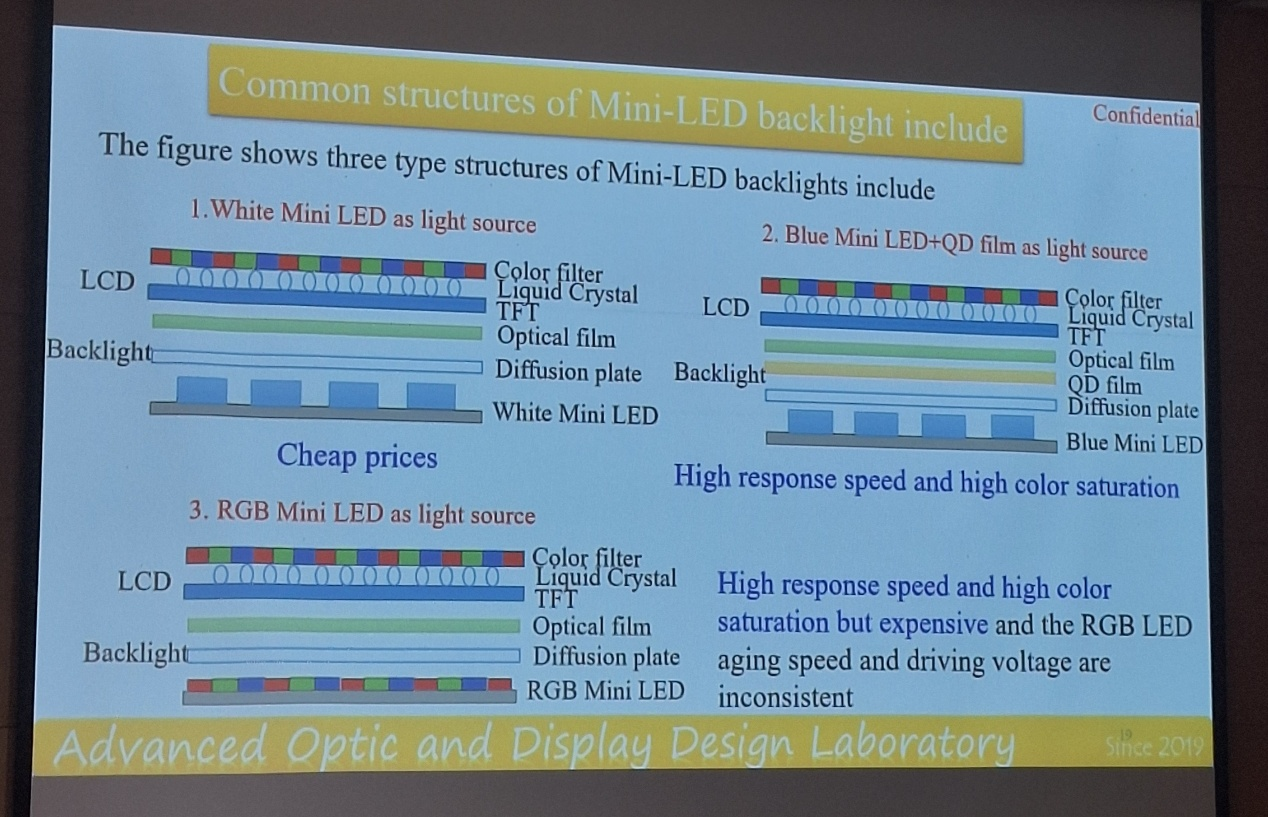 Common structures of Mini-LED backlight include
Confidential
The figure shows three type structures of Mini-LED backlights include
1.White Mini LED as light source
LCD
Color filter
Liquid Crystal
TFT
Optical film
Backlight
Diffusion plate
White Mini LED
Cheap prices
2. Blue Mini LED+QD film as light source
LCD
Color filter
Liquid Crystal
TFT
Optical film
Backlight
QD film
Diffusion plate
Blue Mini LED
High response speed and high color saturation
3. RGB Mini LED as light source
LCD
Color filter
Liquid Crystal
TFT
Optical film
Backlight
Diffusion plate
RGB Mini LED
High response speed and high color
saturation but expensive and the RGB LED
aging speed and driving voltage are
inconsistent
Advanced Optic and Display Design Laboratory
19
Since 2019